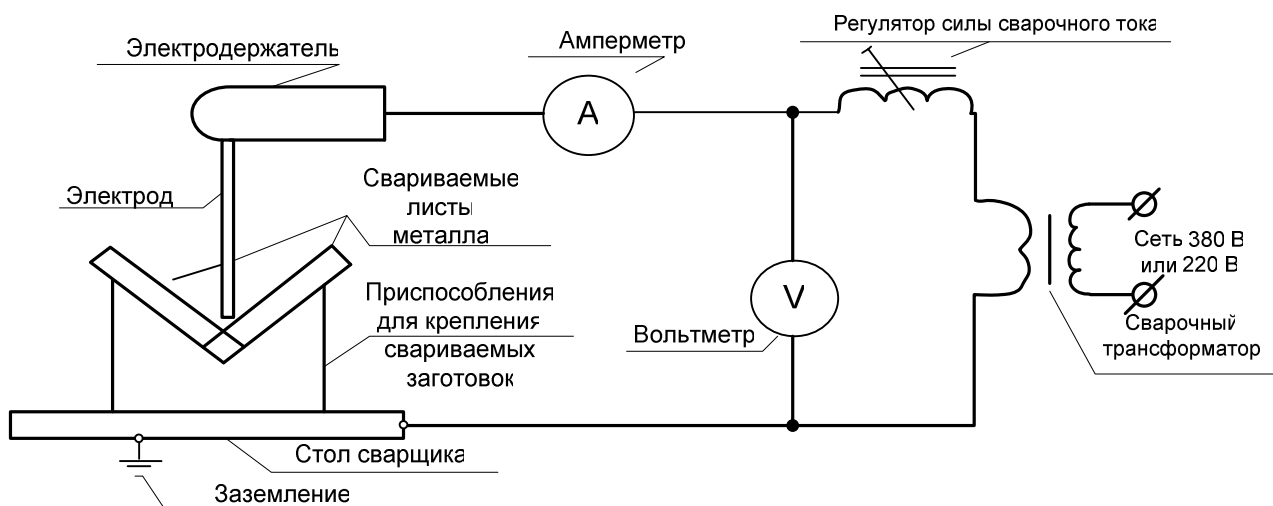 Регулятор силы сварочного тока
Амперметр
Электродержатель
A
Свариваемые
листы
металла
Электрод
Сеть 380 В
или 220 В
Приспособления
для крепления
свариваемых
заготовок
V
Вольтметр
Сварочный
трансформатор
Стол сварщика
Заземление